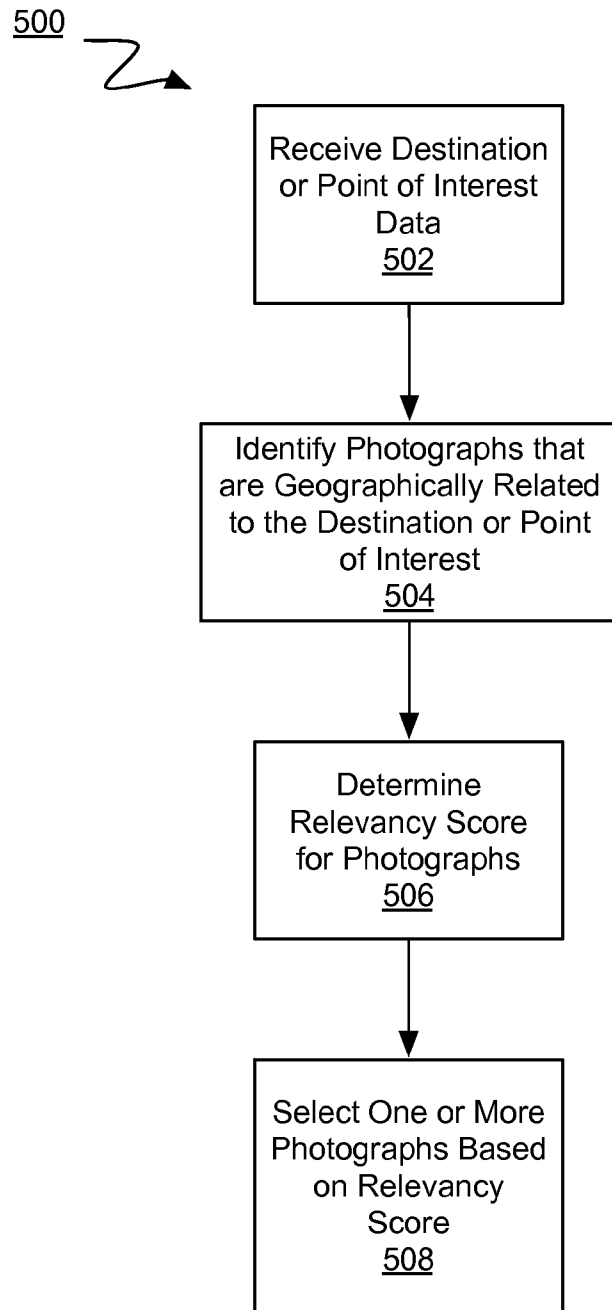 500
Receive Destination
or Point of Interest
Data
502
Identify Photographs that
are Geographically Related
to the Destination or Point
of Interest
504
Determine
Relevancy Score
for Photographs
506
Select One or More
Photographs Based
on Relevancy
Score
508